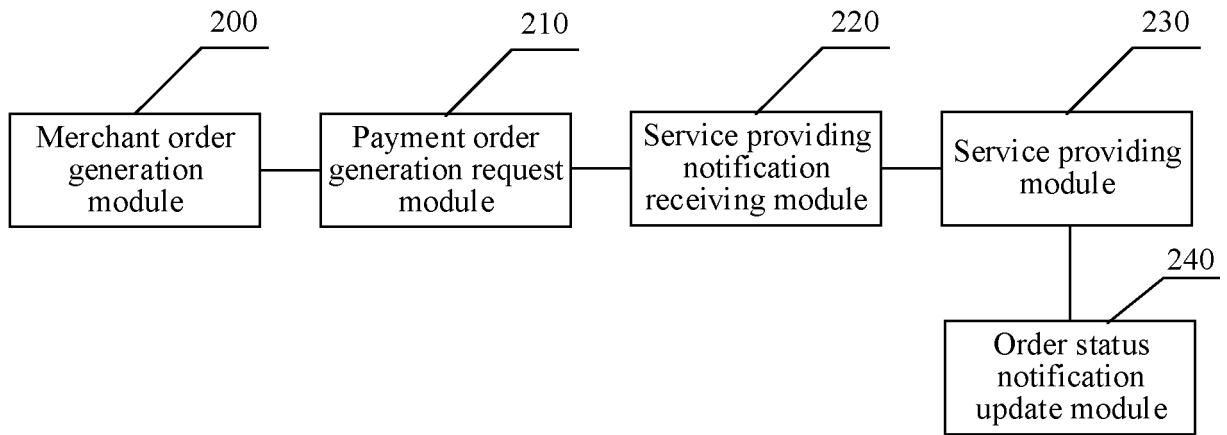 200
210
220
230
Merchant order
generation
module
Payment order
generation request
module
Service providing
notification
receiving module
Service providing
module
240
Order status
notification
update module